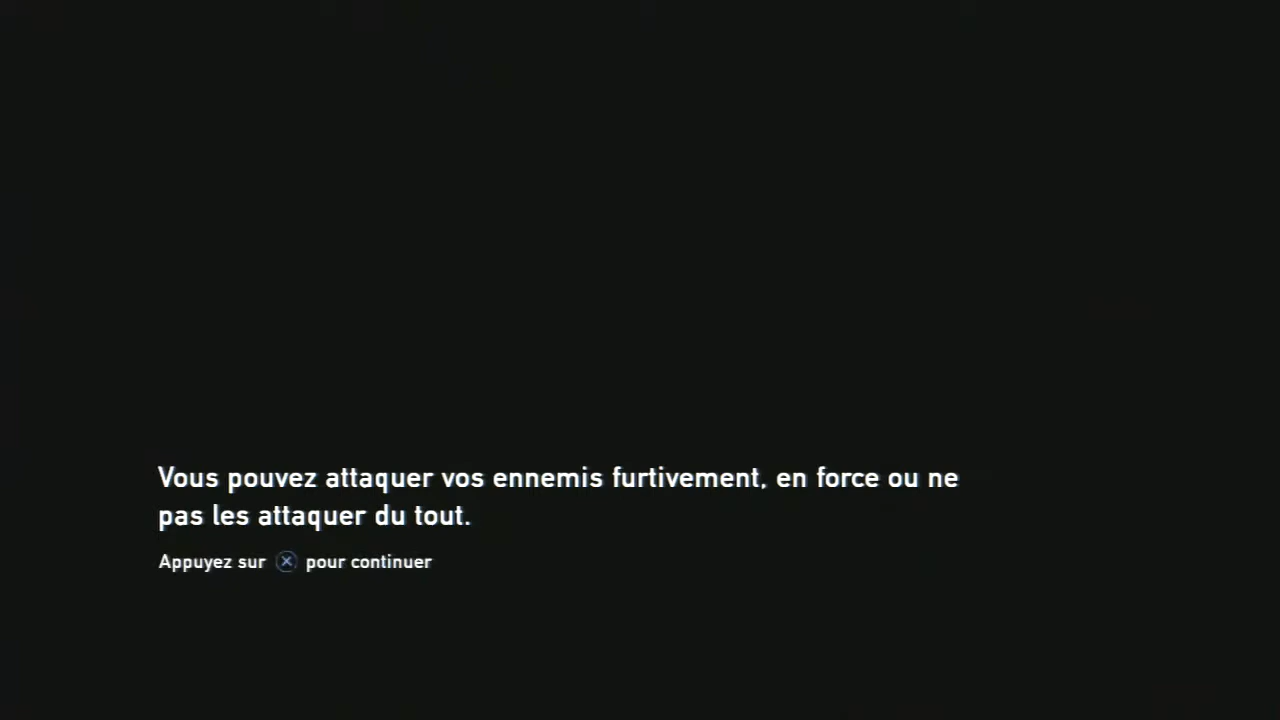 Vous pouvez attaquer vos ennemis furtivement, en force ou ne
pas les attaquer du tout.
Appuyez sur ⓧ pour continuer